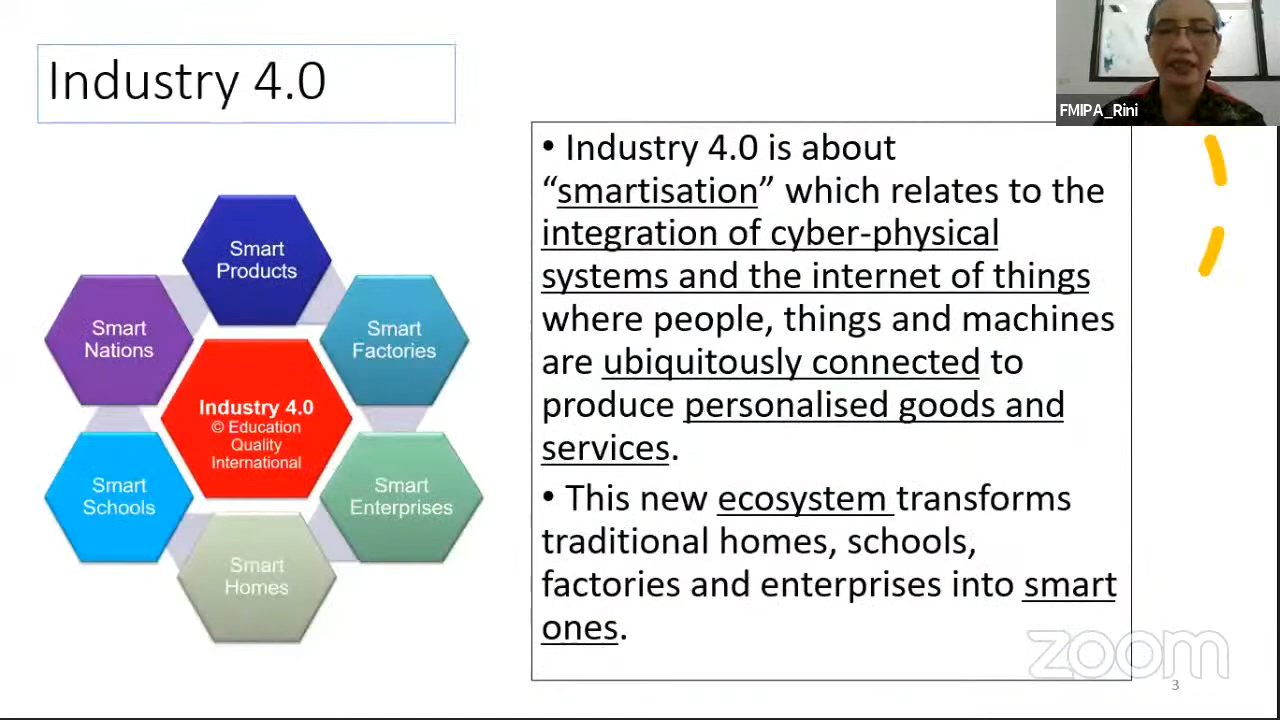 Industry 4.0
FMIPA_Rini
Smart
Products
Smart
Nations
Smart
Factories
Industry 4.0
© Education
Quality
International
Smart
Schools
Smart
Enterprises
Smart
Homes
• Industry 4.0 is about
“smartisation” which relates to the
integration of cyber-physical
systems and the internet of things
where people, things and machines
are ubiquitously connected to
produce personalised goods and
services.
• This new ecosystem transforms
traditional homes, schools,
factories and enterprises into smart
ones.
zoom
3